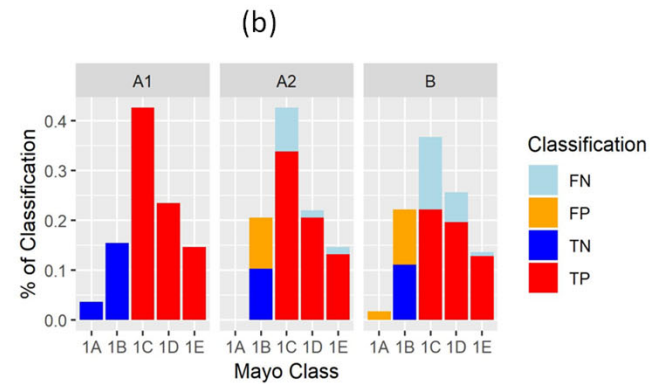 (b)
A1 A2 B
% of Classification
0.4
0.3
0.2
0.1
0.0
1A 1B 1C 1D 1E 1A 1B 1C 1D 1E 1A 1B 1C 1D 1E
Mayo Class
Classification
FN
FP
TN
TP